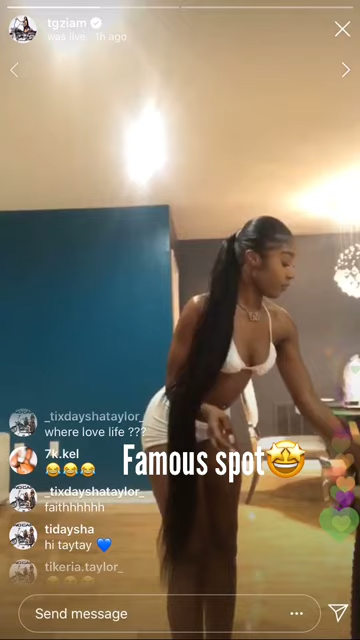 tgziam
was live · 1h ago
_tixdayshataylor_
where love life ???
7k.kel
😂😂😂
Famous spot🤩
_tixdayshataylor_
faithhhhhh
tidaysha
hi taytay 💙
tikeria.taylor_
😂😂😂
Send message